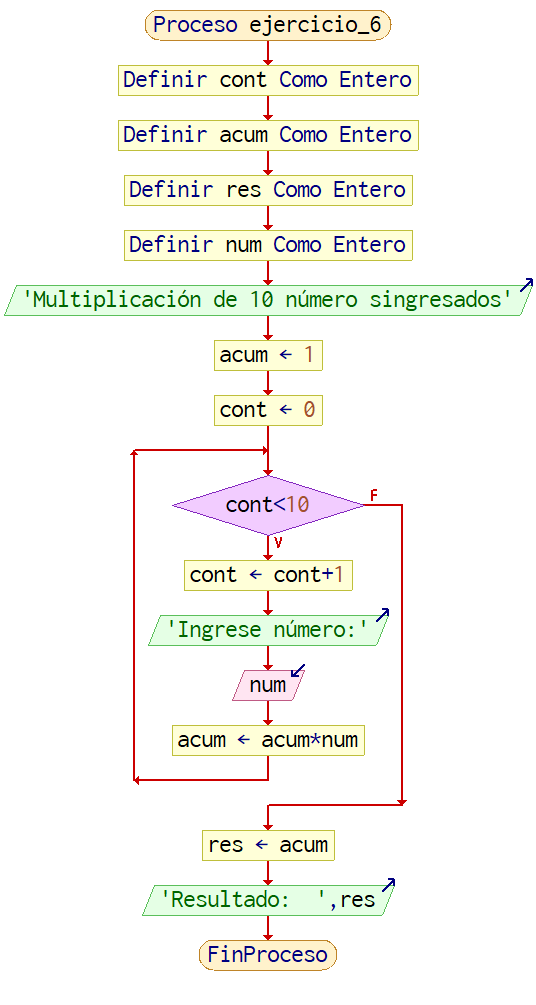 Proceso ejercicio_6
Definir cont Como Entero
Definir acum Como Entero
Definir res Como Entero
Definir num Como Entero
'Multiplicación de 10 número singresados'
acum ← 1
cont ← 0
cont<10
F
V
cont ← cont+1
'Ingrese número:'
num
acum ← acum*num
res ← acum
'Resultado:  ',res
FinProceso